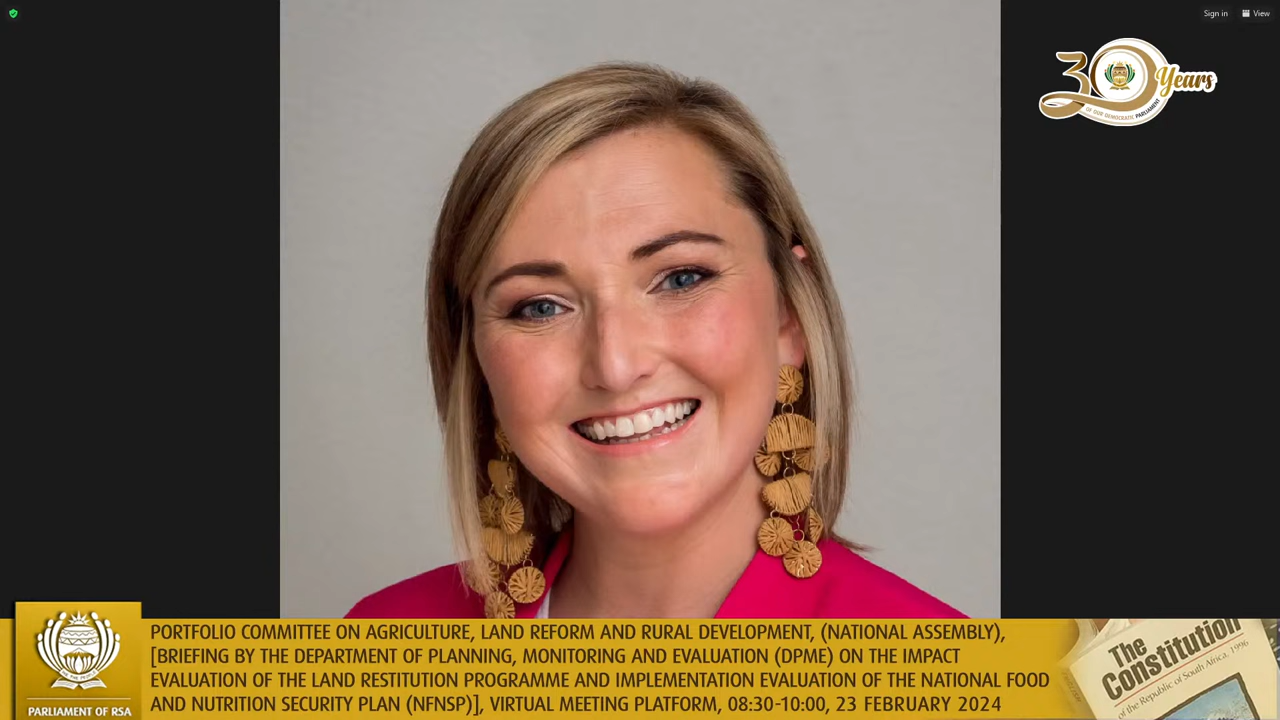 Sign in
View
30 Years
OF OUR DEMOCRATIC PARLIAMENT
PORTFOLIO COMMITTEE ON AGRICULTURE, LAND REFORM AND RURAL DEVELOPMENT, (NATIONAL ASSEMBLY),
[BRIEFING BY THE DEPARTMENT OF PLANNING, MONITORING AND EVALUATION (DPME) ON THE IMPACT
EVALUATION OF THE LAND RESTITUTION PROGRAMME AND IMPLEMENTATION EVALUATION OF THE NATIONAL FOOD
AND NUTRITION SECURITY PLAN (NFNSP)], VIRTUAL MEETING PLATFORM, 08:30-10:00, 23 FEBRUARY 2024
PARLIAMENT OF RSA
The
Constitution
of the Republic of South Africa, 1996